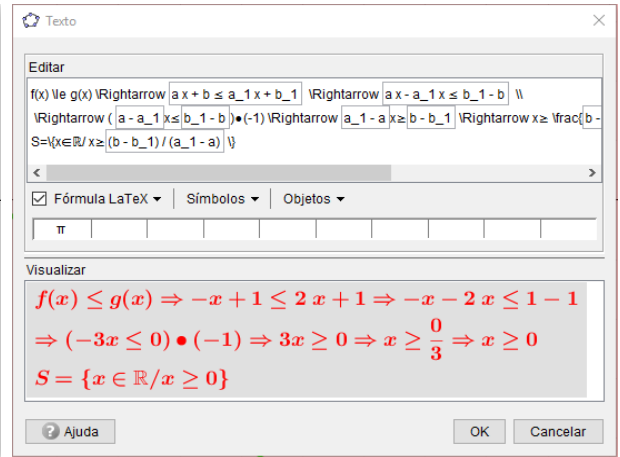 Texto
Editar
f(x) \le g(x) \Rightarrow a x + b ≤ a_1 x + b_1 \Rightarrow a x - a_1 x ≤ b_1 - b \\
\Rightarrow ( a - a_1 x≤ b_1 - b )●(-1) \Rightarrow a_1 - a x≥ b - b_1 \Rightarrow x≥ \frac{ b -
S=\{x∈ℝ/ x≥ (b - b_1) / (a_1 - a) \}
Fórmula LaTeX Símbolos Objetos
π
Visualizar
f(x) ≤ g(x) ⇒ −x + 1 ≤ 2 x + 1 ⇒ −x − 2 x ≤ 1 − 1
⇒ (−3x ≤ 0) ● (−1) ⇒ 3x ≥ 0 ⇒ x ≥ 0/3 ⇒ x ≥ 0
S = {x ∈ ℝ/x ≥ 0}
Ajuda OK Cancelar